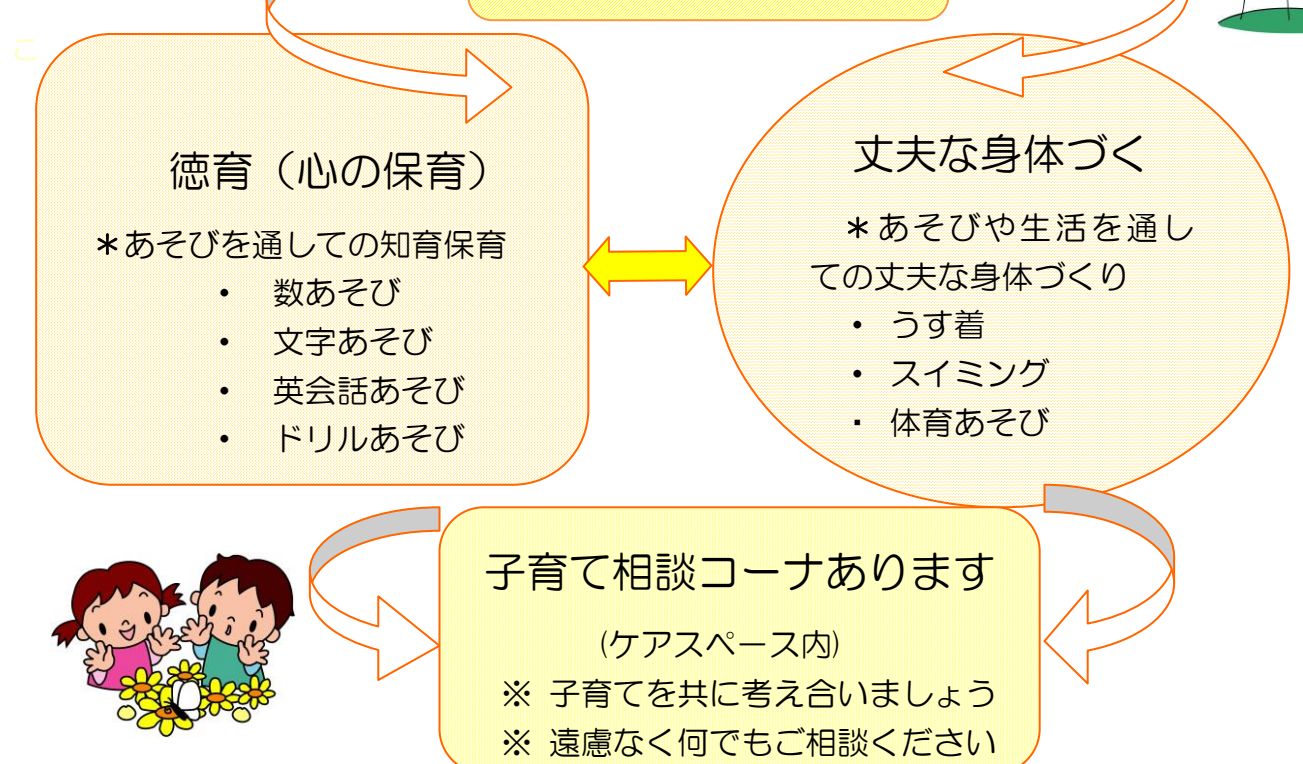 こ
徳育（心の保育）
＊あそびを通しての知育保育
・ 数あそび
・ 文字あそび
・ 英会話あそび
・ ドリルあそび
丈夫な身体づく
＊あそびや生活を通し
ての丈夫な身体づくり
・ うす着
・ スイミング
・ 体育あそび
子育て相談コーナあります
(ケアスペース内)
※ 子育てを共に考え合いましょう
※ 遠慮なく何でもご相談ください